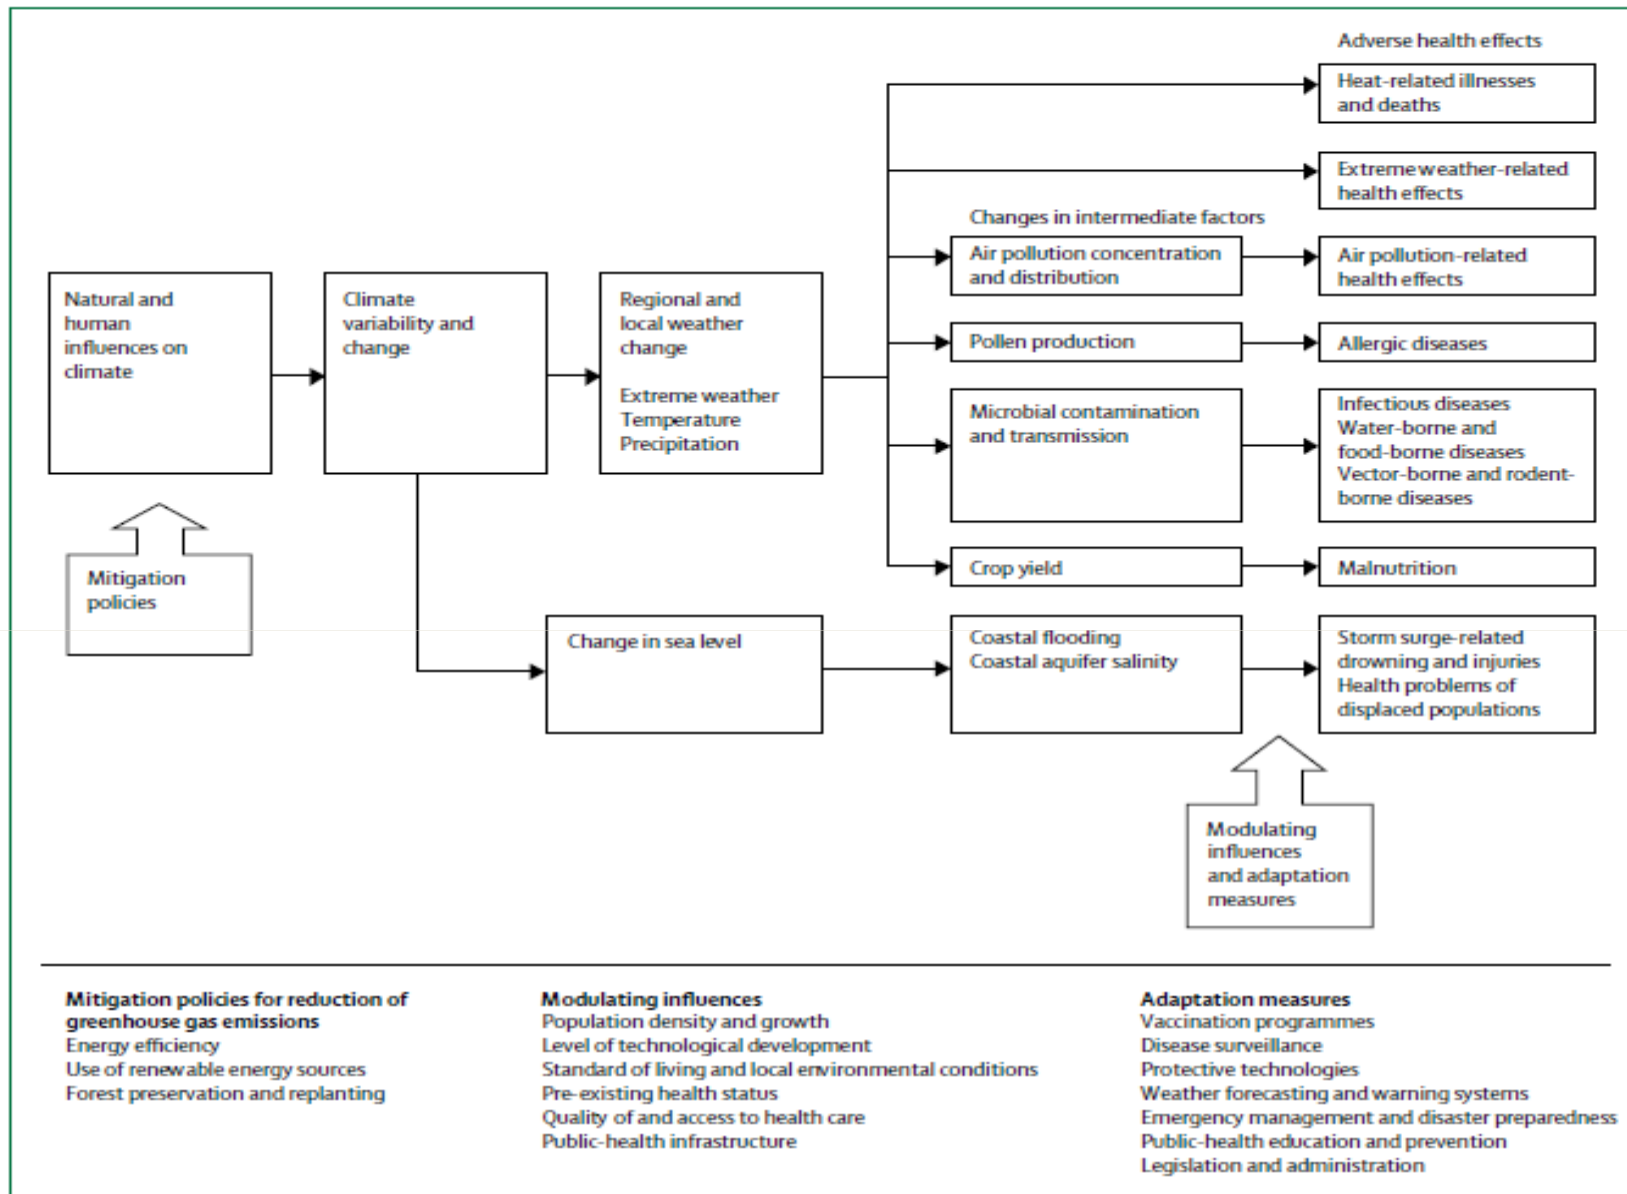 Adverse health effects
Heat-related illnesses
and deaths
Extreme weather-related
health effects
Changes in intermediate factors
Air pollution concentration
and distribution
Air pollution-related
health effects
Natural and
human
influences on
climate
Climate
variability and
change
Regional and
local weather
change
Extreme weather
Temperature
Precipitation
Pollen production
Allergic diseases
Microbial contamination
and transmission
Infectious diseases
Water-borne and
food-borne diseases
Vector-borne and rodent-
borne diseases
Crop yield
Malnutrition
Mitigation
policies
Change in sea level
Coastal flooding
Coastal aquifer salinity
Storm surge-related
drowning and injuries
Health problems of
displaced populations
Modulating
influences
and adaptation
measures
Mitigation policies for reduction of
greenhouse gas emissions
Energy efficiency
Use of renewable energy sources
Forest preservation and replanting
Modulating influences
Population density and growth
Level of technological development
Standard of living and local environmental conditions
Pre-existing health status
Quality of and access to health care
Public-health infrastructure
Adaptation measures
Vaccination programmes
Disease surveillance
Protective technologies
Weather forecasting and warning systems
Emergency management and disaster preparedness
Public-health education and prevention
Legislation and administration